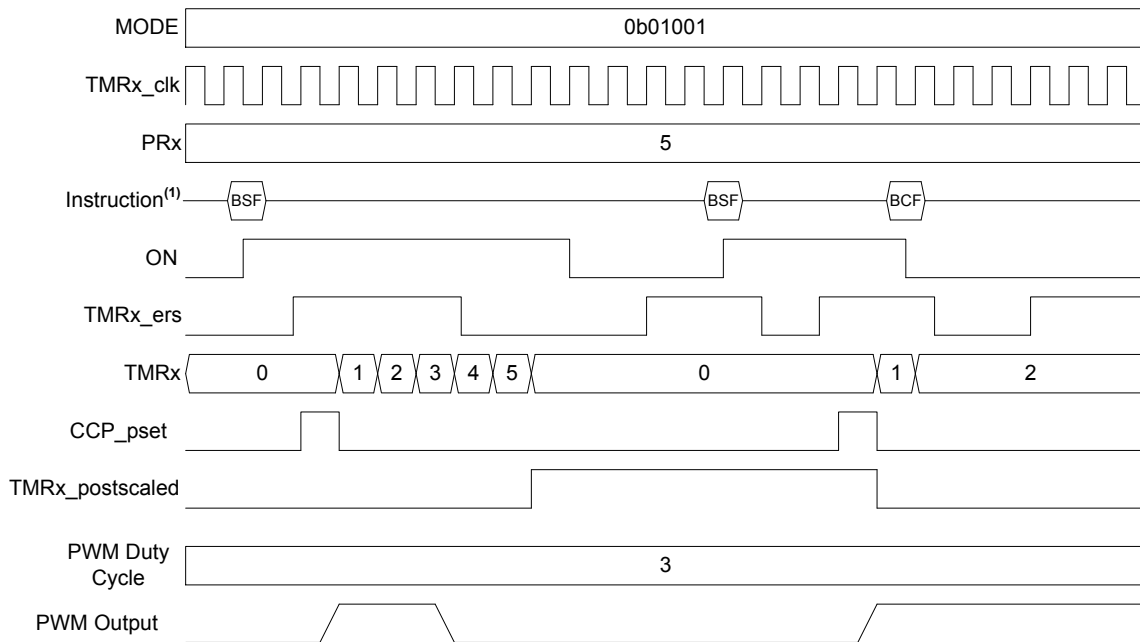 MODE
0b01001
TMRx_clk
PRx
5
Instruction(1)
BSF
BSF
BCF
ON
TMRx_ers
TMRx
0
1
2
3
4
5
0
1
2
CCP_pset
TMRx_postscaled
PWM Duty
Cycle
3
PWM Output